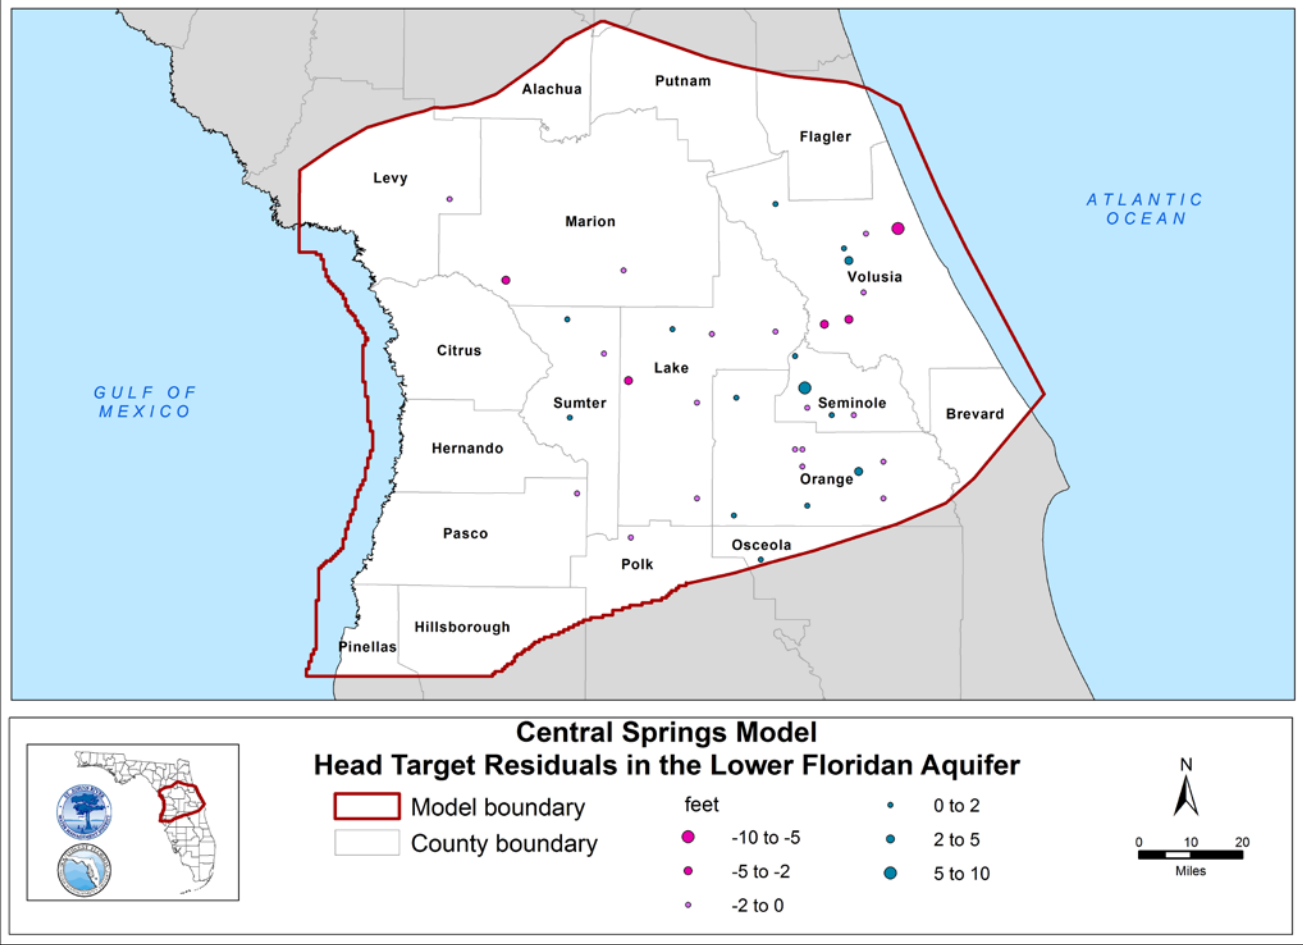 Alachua
Putnam
Flagler
Levy
ATLANTIC
OCEAN
Marion
Volusia
Citrus
Lake
GULF OF
MEXICO
Sumter
Seminole
Brevard
Hernando
Orange
Pasco
Osceola
Polk
Hillsborough
Pinellas
Central Springs Model
Head Target Residuals in the Lower Floridan Aquifer
Model boundary
County boundary
feet
-10 to -5
-5 to -2
-2 to 0
0 to 2
2 to 5
5 to 10
N
0 10 20
Miles